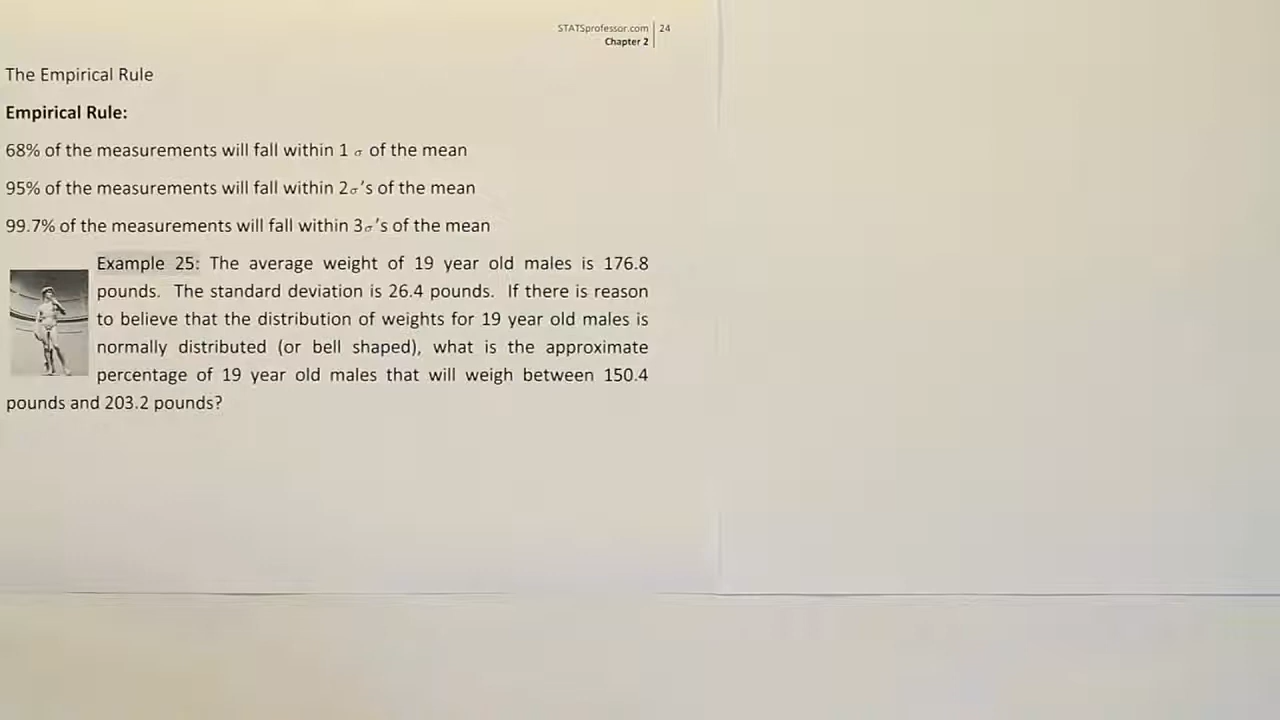 STATSprofessor.com | 24
Chapter 2
The Empirical Rule
Empirical Rule:
68% of the measurements will fall within 1 σ of the mean
95% of the measurements will fall within 2σ's of the mean
99.7% of the measurements will fall within 3σ's of the mean
Example 25: The average weight of 19 year old males is 176.8
pounds. The standard deviation is 26.4 pounds. If there is reason
to believe that the distribution of weights for 19 year old males is
normally distributed (or bell shaped), what is the approximate
percentage of 19 year old males that will weigh between 150.4
pounds and 203.2 pounds?